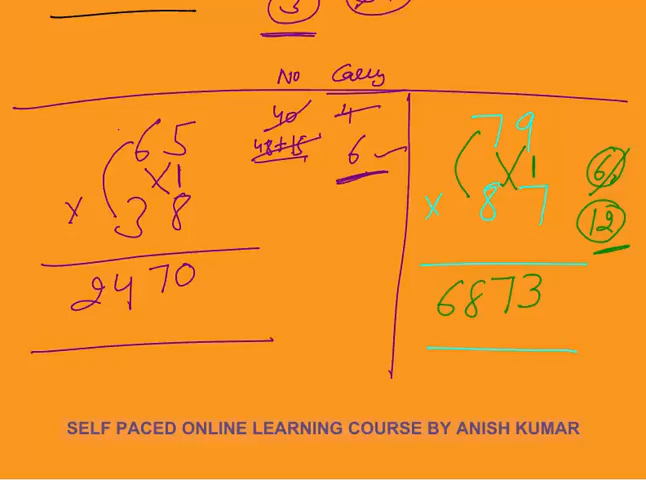 3
No Carry
65 40 4 79
48+15 6 6
x 38 x 87 12
2470 6873
SELF PACED ONLINE LEARNING COURSE BY ANISH KUMAR